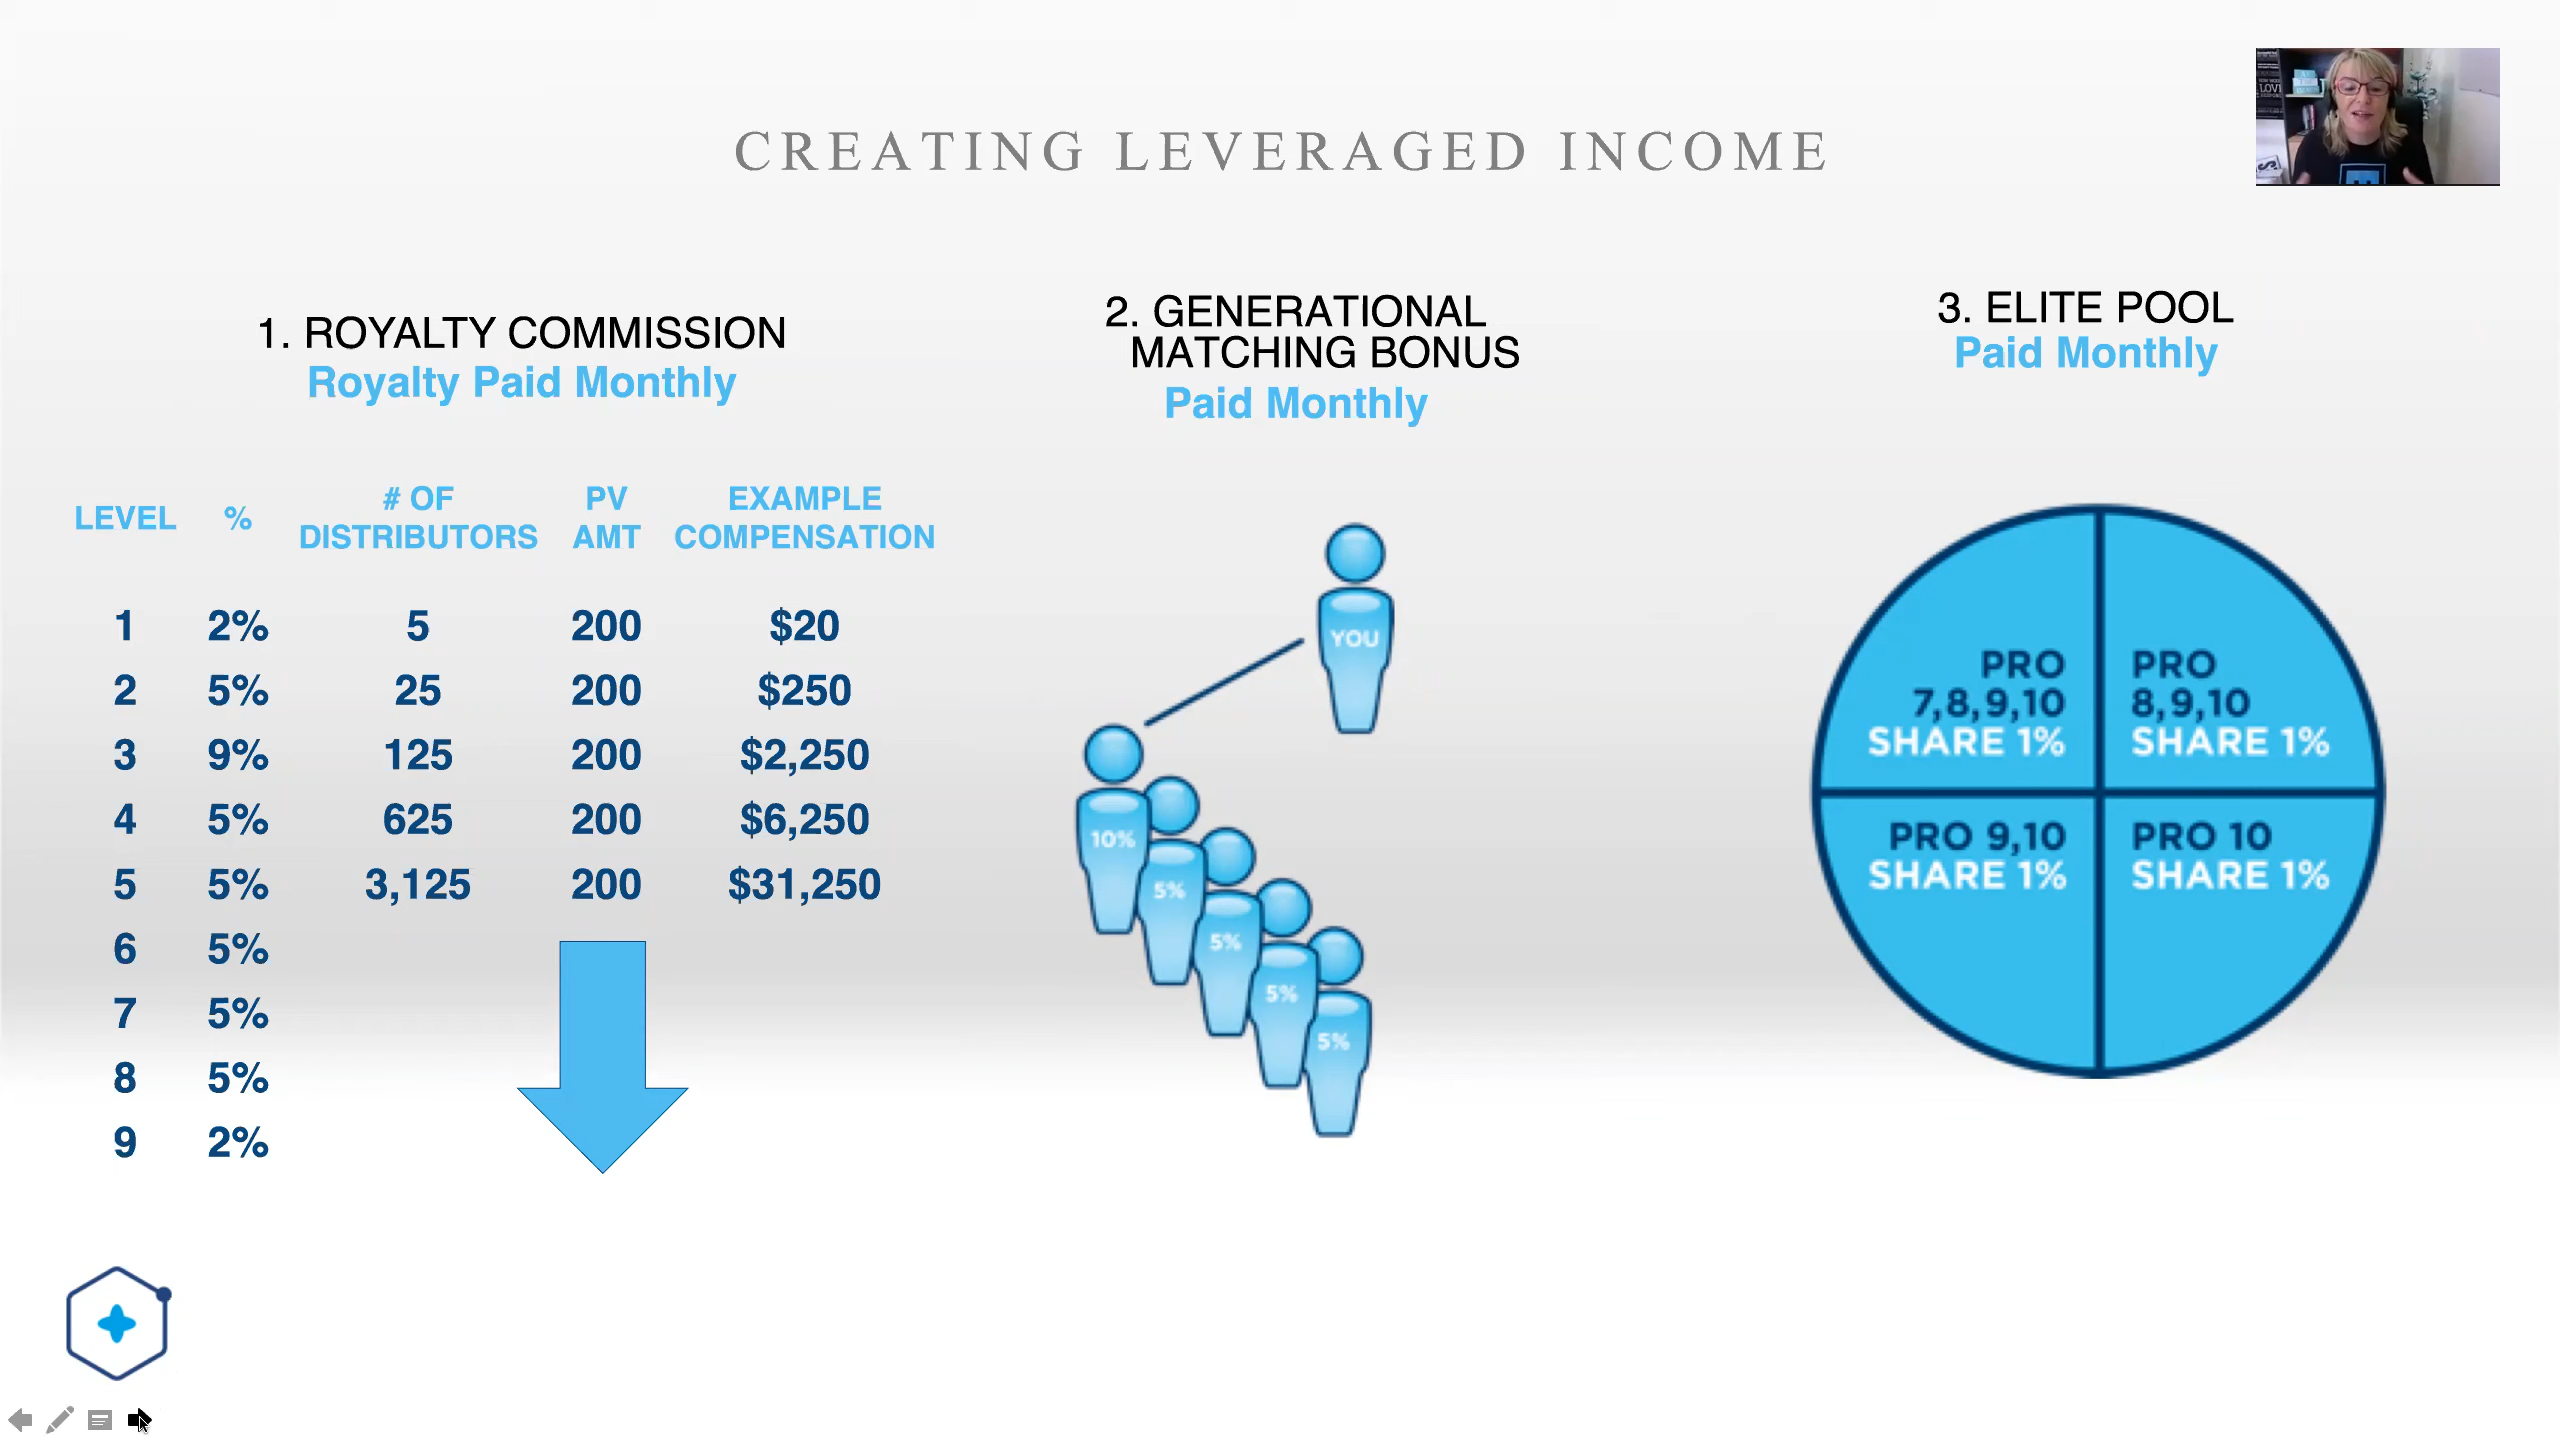 CREATING LEVERAGED INCOME
1. ROYALTY COMMISSION
Royalty Paid Monthly
LEVEL % # OF DISTRIBUTORS PV AMT EXAMPLE COMPENSATION
1 2% 5 200 $20
2 5% 25 200 $250
3 9% 125 200 $2,250
4 5% 625 200 $6,250
5 5% 3,125 200 $31,250
6 5%
7 5%
8 5%
9 2%
2. GENERATIONAL
MATCHING BONUS
Paid Monthly
YOU
10%
5%
5%
5%
5%
3. ELITE POOL
Paid Monthly
PRO
7,8,9,10
SHARE 1%
PRO
8,9,10
SHARE 1%
PRO 9,10
SHARE 1%
PRO 10
SHARE 1%